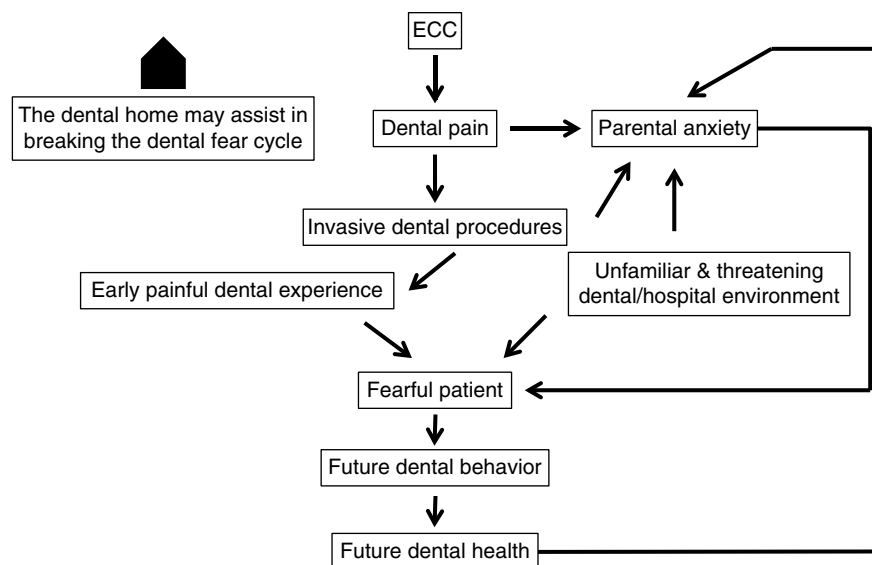 ECC
The dental home may assist in
breaking the dental fear cycle
Dental pain
Parental anxiety
Invasive dental procedures
Unfamiliar & threatening
dental/hospital environment
Early painful dental experience
Fearful patient
Future dental behavior
Future dental health